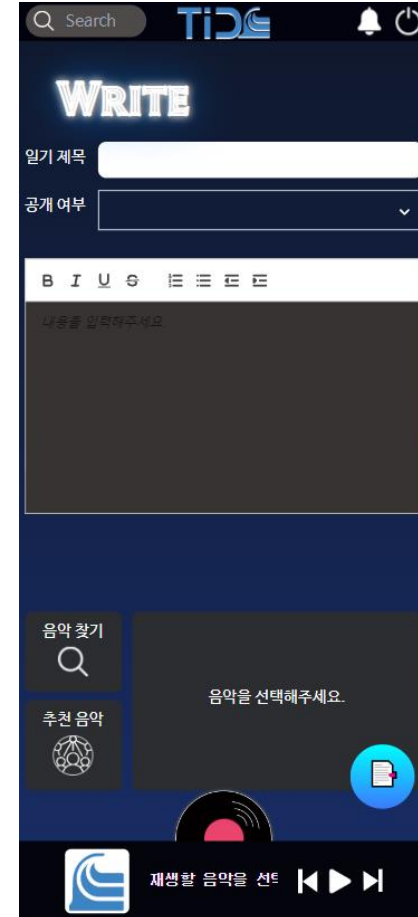 Search
TiDE
WRITE
일기 제목
공개 여부
B I U S
내용을 입력해주세요.
음악 찾기
음악을 선택해주세요.
추천 음악
재생할 음악을 선택